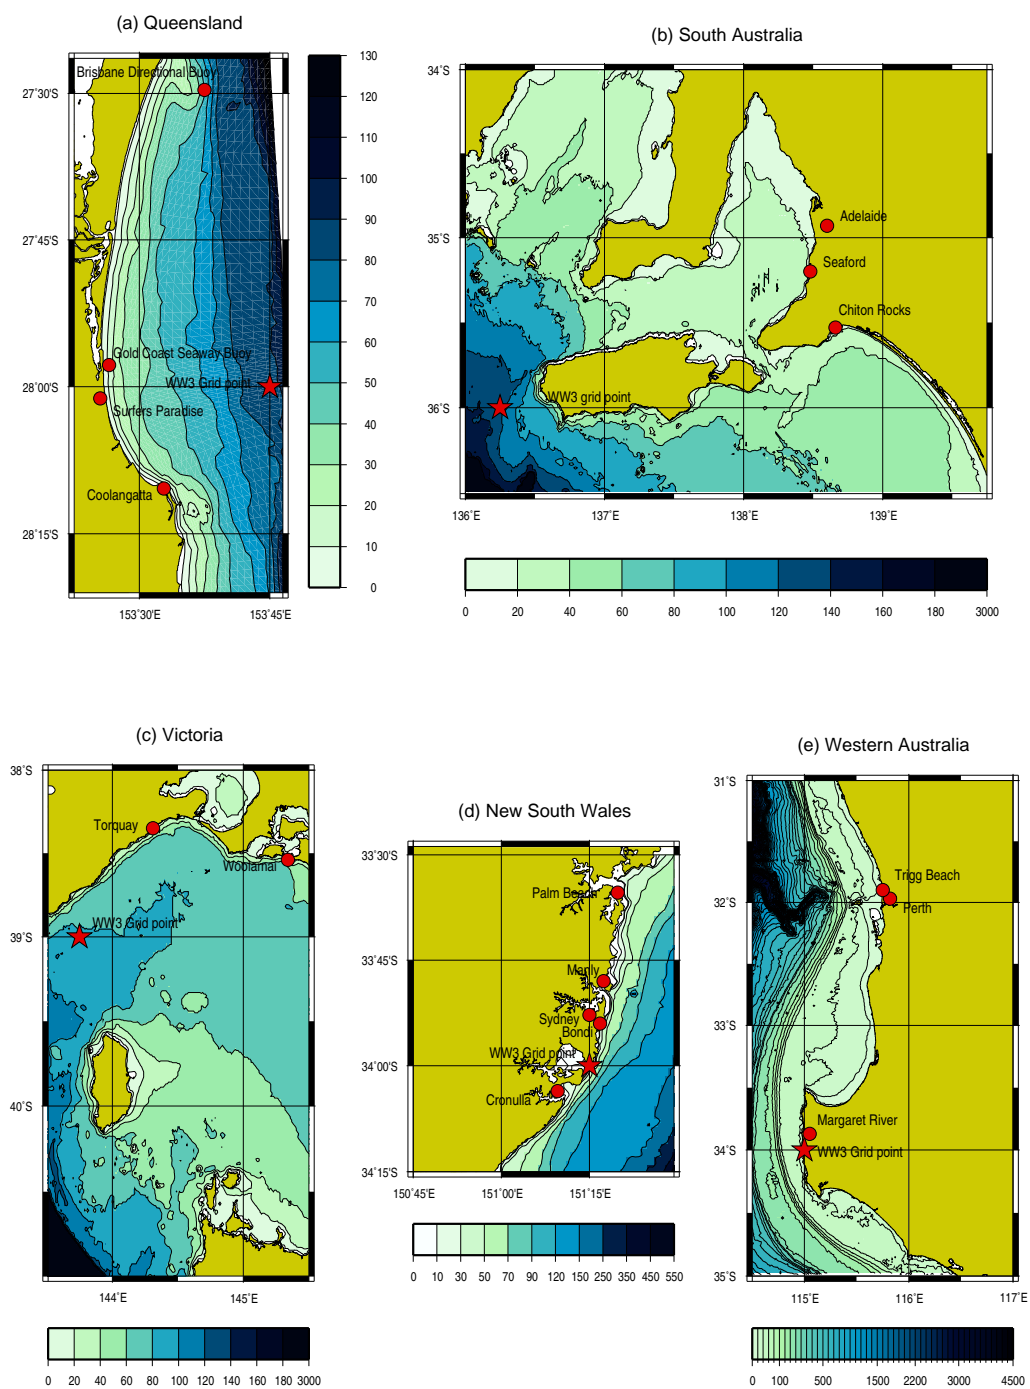 (a) Queensland
Brisbane Directional Buoy
27˚30'S
27˚45'S
Gold Coast Seaway Buoy
WW3 Grid point
28˚00'S
Surfers Paradise
Coolangatta
28˚15'S
153˚30'E 153˚45'E
130
120
110
100
90
80
70
60
50
40
30
20
10
0
(b) South Australia
34˚S
Adelaide
35˚S
Seaford
Chiton Rocks
WW3 grid point
36˚S
136˚E 137˚E 138˚E 139˚E
0 20 40 60 80 100 120 140 160 180 3000
(c) Victoria
38˚S
Torquay
Woolamai
WW3 Grid point
39˚S
40˚S
144˚E 145˚E
0 20 40 60 80 100 120 140 160 180 3000
(d) New South Wales
33˚30'S
Palm Beach
33˚45'S
Manly
Sydney
Bondi
WW3 Grid point
34˚00'S
Cronulla
34˚15'S
150˚45'E 151˚00'E 151˚15'E
0 10 30 50 70 90 120 150 250 350 450 550
(e) Western Australia
31˚S
Trigg Beach
32˚S
Perth
33˚S
Margaret River
34˚S
WW3 Grid point
35˚S
115˚E 116˚E 117˚E
0 100 500 1500 2200 3000 4500